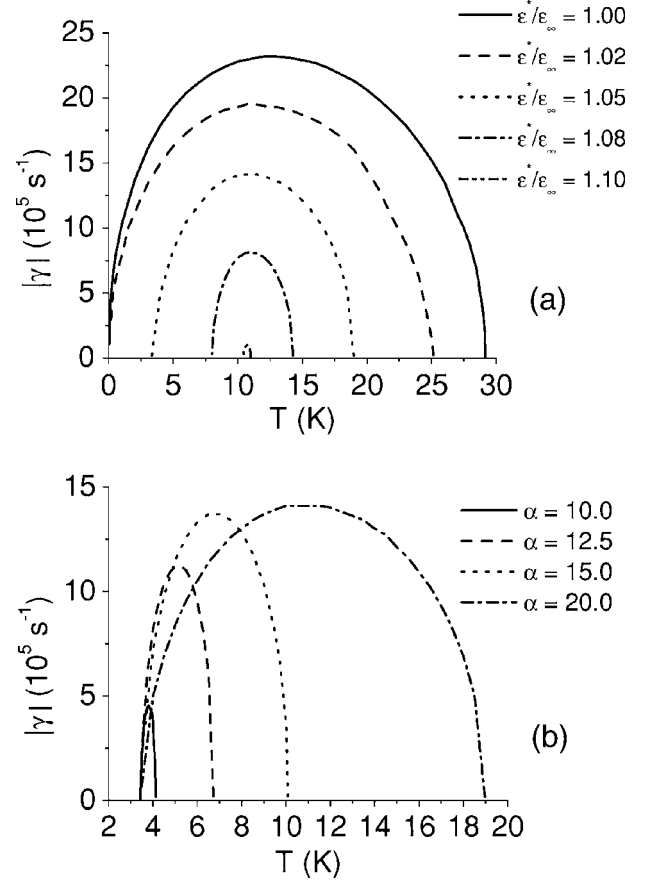 ε*/ε∞ = 1.00
ε*/ε∞ = 1.02
ε*/ε∞ = 1.05
ε*/ε∞ = 1.08
ε*/ε∞ = 1.10
25
20
15
10
5
0
|γ| (10⁵ s⁻¹)
(a)
0 5 10 15 20 25 30
T (K)
15
10
5
0
|γ| (10⁵ s⁻¹)
α = 10.0
α = 12.5
α = 15.0
α = 20.0
(b)
2 4 6 8 10 12 14 16 18 20
T (K)